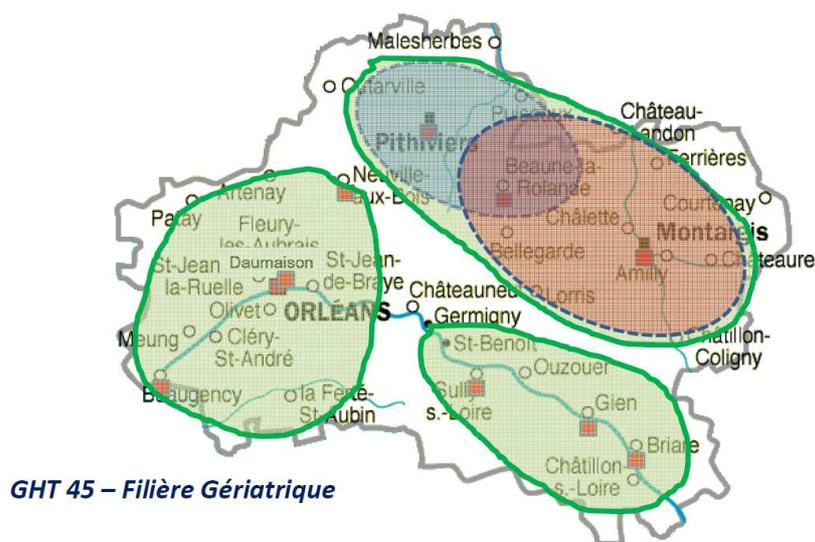 Malesherbes
Outarville
Puiseaux
Château-
Landon
Pithiviers
Ferrières
Beaune-la-
Rolande
Neuville-
aux-Bois
Artenay
Courtenay
Patay
Châlette
Montargis
Fleury-
les-Aubrais
Bellegarde
Amilly
Châteaure
St-Jean
la-Ruelle
Daumaison
St-Jean-
de-Braye
Châteauneuf
Lorris
Olivet
ORLÉANS
Germigny
Meung
Cléry-
St-André
St-Benoît
Châtillon-
Coligny
Ouzouer
Beaugency
la Ferté-
St-Aubin
Sully-
s.-Loire
Gien
Briare
Châtillon-
s.-Loire
GHT 45 – Filière Gériatrique